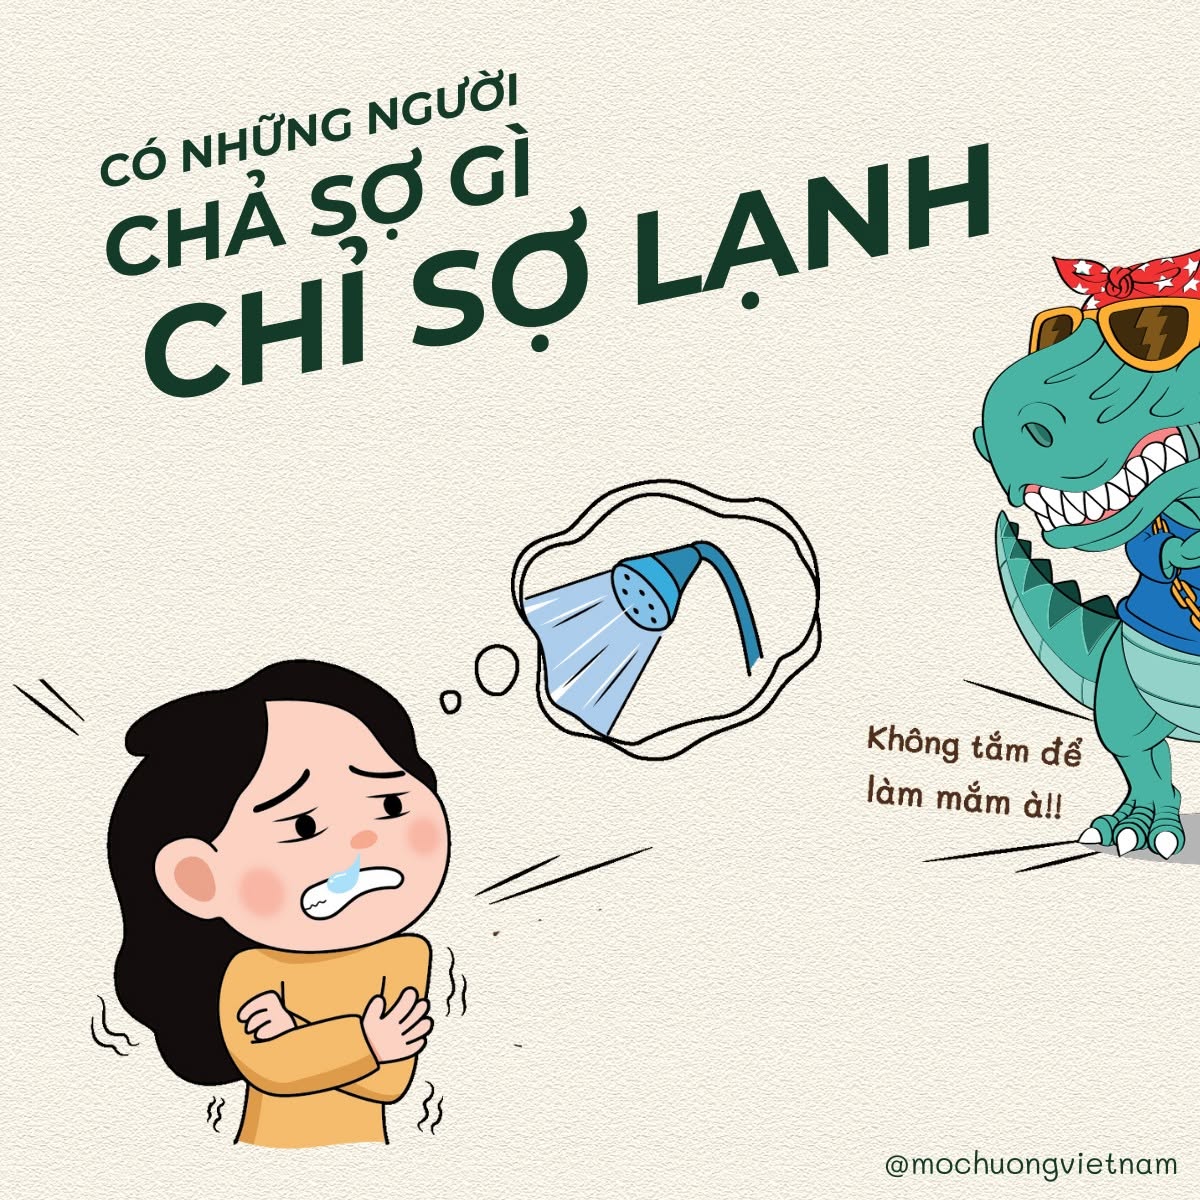 CÓ NHỮNG NGƯỜI
CHẢ SỢ GÌ
CHỈ SỢ LẠNH
Không tắm để
làm mắm à!!
@mochuongvietnam